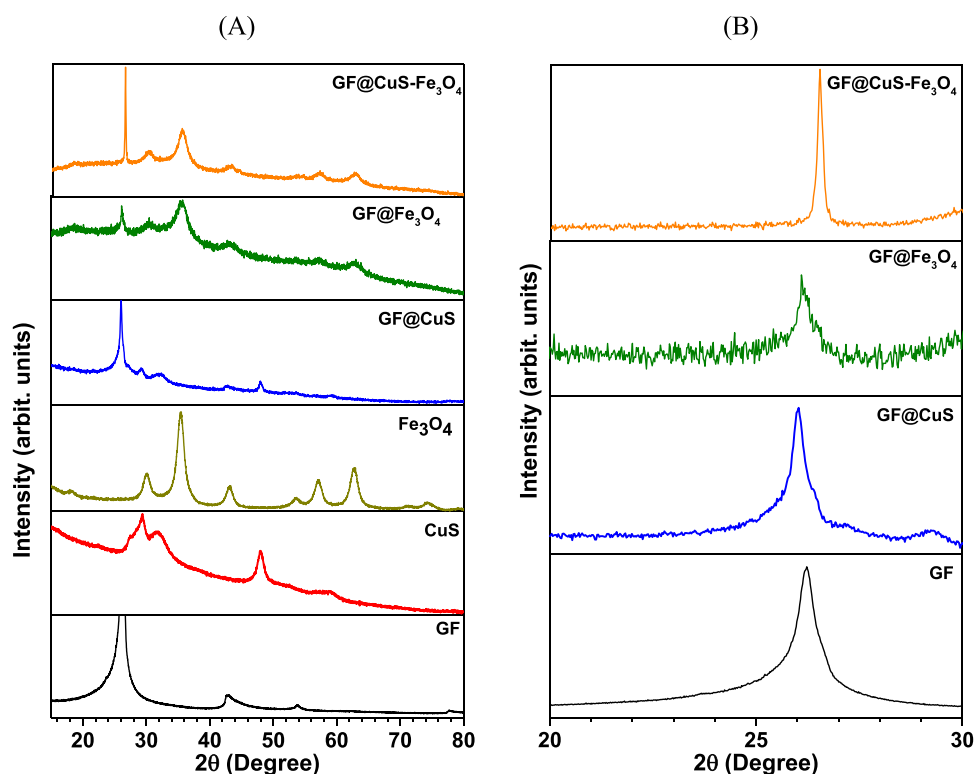 (A)
(B)
GF@CuS-Fe₃O₄
GF@Fe₃O₄
GF@CuS
Fe₃O₄
CuS
GF
Intensity (arbit. units)
20 30 40 50 60 70 80
2θ (Degree)
GF@CuS-Fe₃O₄
GF@Fe₃O₄
GF@CuS
GF
Intensity (arbit. units)
20 25 30
2θ (Degree)